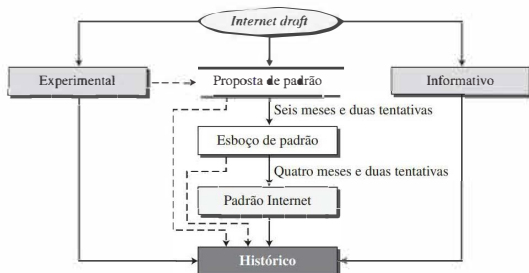 Internet draft
Experimental
Proposta de padrão
Informativo
Seis meses e duas tentativas
Esboço de padrão
Quatro meses e duas tentativas
Padrão Internet
Histórico